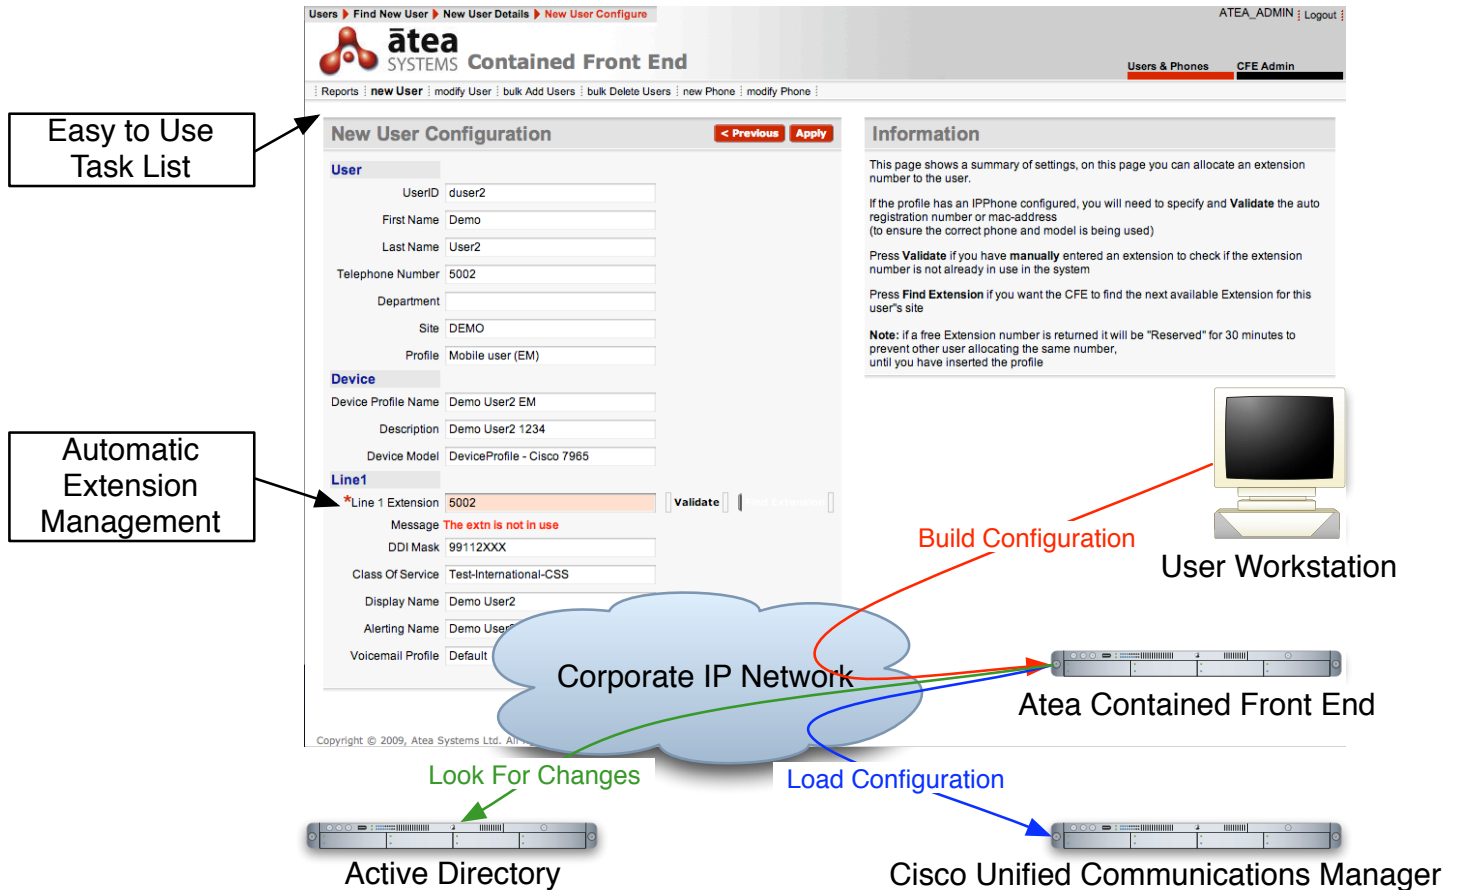 Users Find New User New User Details New User Configure
ATEA_ADMIN Logout
ātea
SYSTEMS Contained Front End
Users & Phones CFE Admin
Reports new User modify User bulk Add Users bulk Delete Users new Phone modify Phone
Easy to Use
Task List
New User Configuration
< Previous Apply
User
UserID duser2
First Name Demo
Last Name User2
Telephone Number 5002
Department
Site DEMO
Profile Mobile user (EM)
Device
Device Profile Name Demo User2 EM
Description Demo User2 1234
Device Model DeviceProfile - Cisco 7965
Line1
*Line 1 Extension 5002 Validate Find Extension
Message The extn is not in use
DDI Mask 99112XXX
Class Of Service Test-International-CSS
Display Name Demo User2
Alerting Name Demo User2
Voicemail Profile Default
Automatic
Extension
Management
Information
This page shows a summary of settings, on this page you can allocate an extension
number to the user.
If the profile has an IPPhone configured, you will need to specify and Validate the auto
registration number or mac-address
(to ensure the correct phone and model is being used)
Press Validate if you have manually entered an extension to check if the extension
number is not already in use in the system
Press Find Extension if you want the CFE to find the next available Extension for this
user"s site
Note: if a free Extension number is returned it will be "Reserved" for 30 minutes to
prevent other user allocating the same number,
until you have inserted the profile
Build Configuration
User Workstation
Corporate IP Network
Atea Contained Front End
Copyright © 2009, Atea Systems Ltd. All
Look For Changes
Load Configuration
Active Directory
Cisco Unified Communications Manager